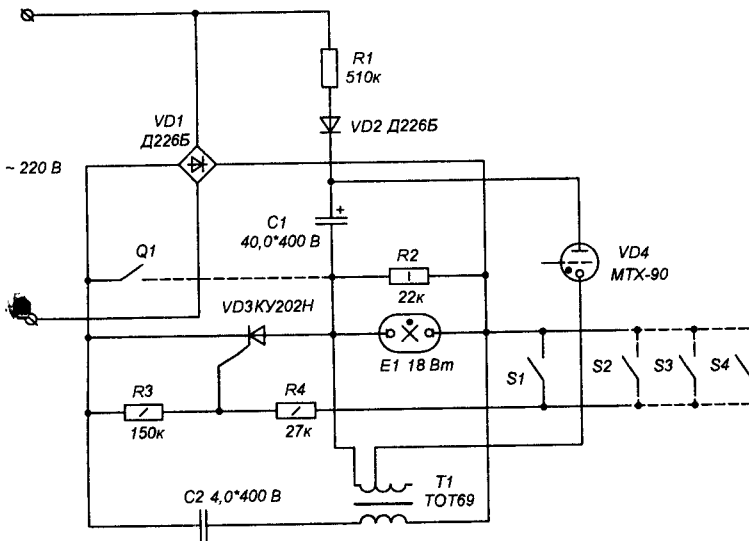 R1
510к
VD1
Д226Б
VD2 Д226Б
~ 220 В
+
C1
40,0*400 В
Q1
R2
22к
VD4
МТХ-90
VD3КУ202Н
E1 18 Вт
S1
S2
S3
S4
R3
150к
R4
27к
T1
ТОТ69
C2 4,0*400 В